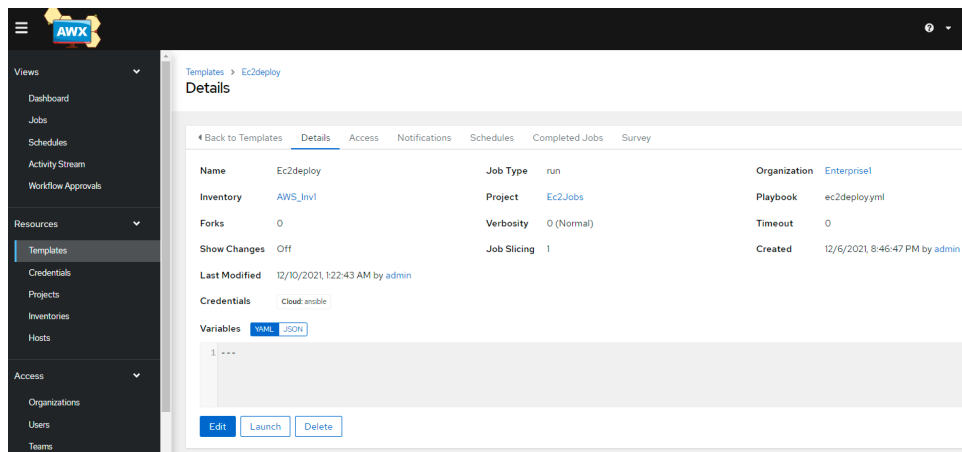 AWX
Views
Dashboard
Jobs
Schedules
Activity Stream
Workflow Approvals
Resources
Templates
Credentials
Projects
Inventories
Hosts
Access
Organizations
Users
Teams
Templates > Ec2deploy
Details
Back to Templates Details Access Notifications Schedules Completed Jobs Survey
Name Ec2deploy Job Type run Organization Enterprise1
Inventory AWS_Inv1 Project Ec2Jobs Playbook ec2deploy.yml
Forks 0 Verbosity 0 (Normal) Timeout 0
Show Changes Off Job Slicing 1 Created 12/6/2021, 8:46:47 PM by admin
Last Modified 12/10/2021, 1:22:43 AM by admin
Credentials Cloud: ansible
Variables YAML JSON
1 ---
Edit Launch Delete